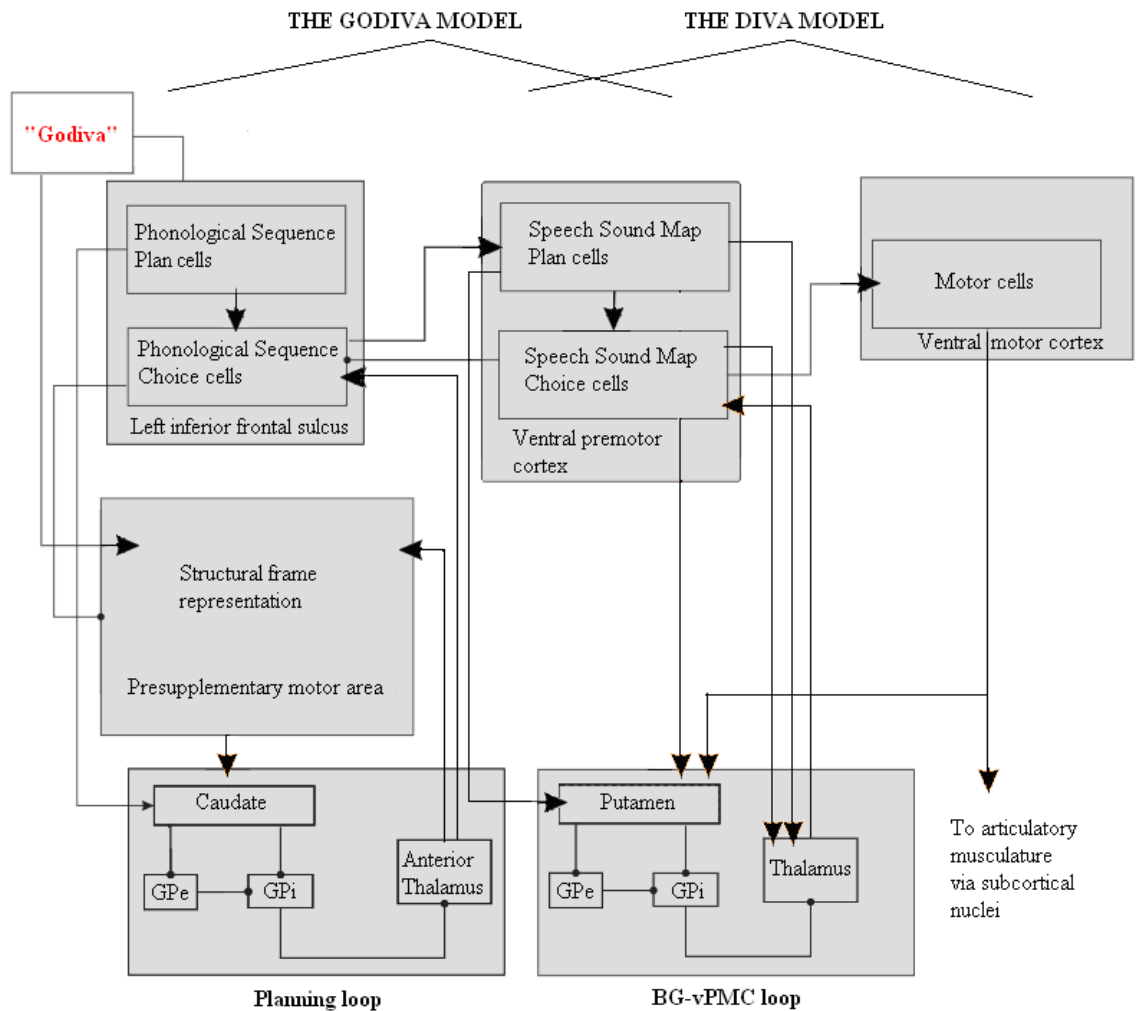 THE GODIVA MODEL
THE DIVA MODEL
"Godiva"
Phonological Sequence
Plan cells
Phonological Sequence
Choice cells
Left inferior frontal sulcus
Speech Sound Map
Plan cells
Speech Sound Map
Choice cells
Ventral premotor
cortex
Motor cells
Ventral motor cortex
Structural frame
representation
Presupplementary motor area
Caudate
GPe
GPi
Anterior
Thalamus
Planning loop
Putamen
GPe
GPi
Thalamus
BG-vPMC loop
To articulatory
musculature
via subcortical
nuclei